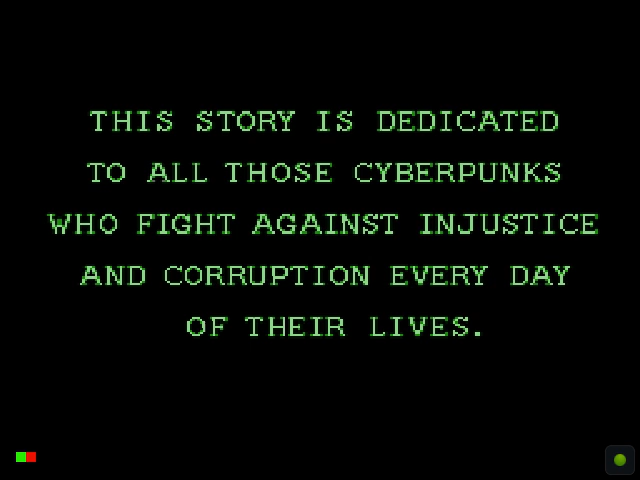 THIS STORY IS DEDICATED
TO ALL THOSE CYBERPUNKS
WHO FIGHT AGAINST INJUSTICE
AND CORRUPTION EVERY DAY
OF THEIR LIVES.